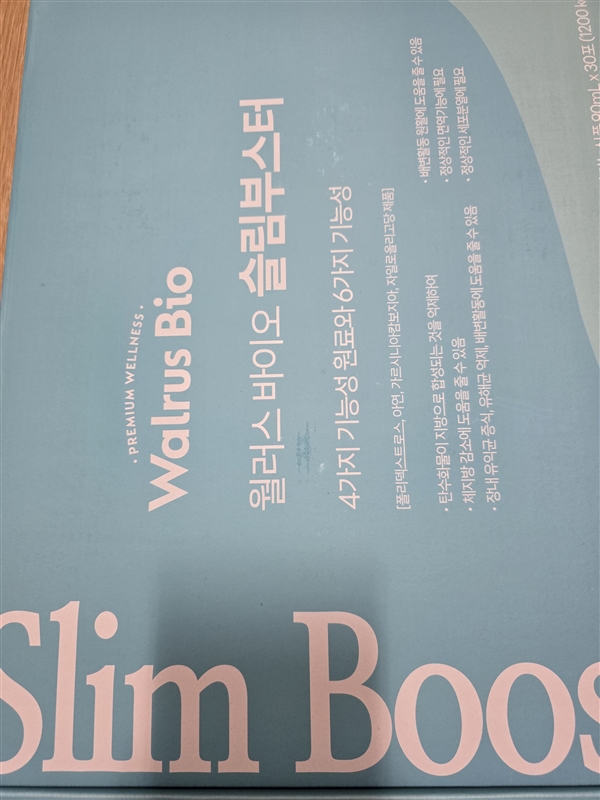 · PREMIUM WELLNESS ·
Walrus Bio
월러스 바이오 슬림부스터
4가지 기능성 원료와 6가지 기능성
[폴리덱스트로스, 아연, 가르시니아캄보지아, 자일로올리고당 제품]
· 탄수화물이 지방으로 합성되는 것을 억제하여
· 체지방 감소에 도움을 줄 수 있음
· 장내 유익균 증식, 유해균 억제, 배변활동에 도움을 줄 수 있음
· 배변활동 원활에 도움을 줄 수 있음
· 정상적인 면역기능에 필요
· 정상적인 세포분열에 필요
90mL x 30포 (1200 k
Slim Boos